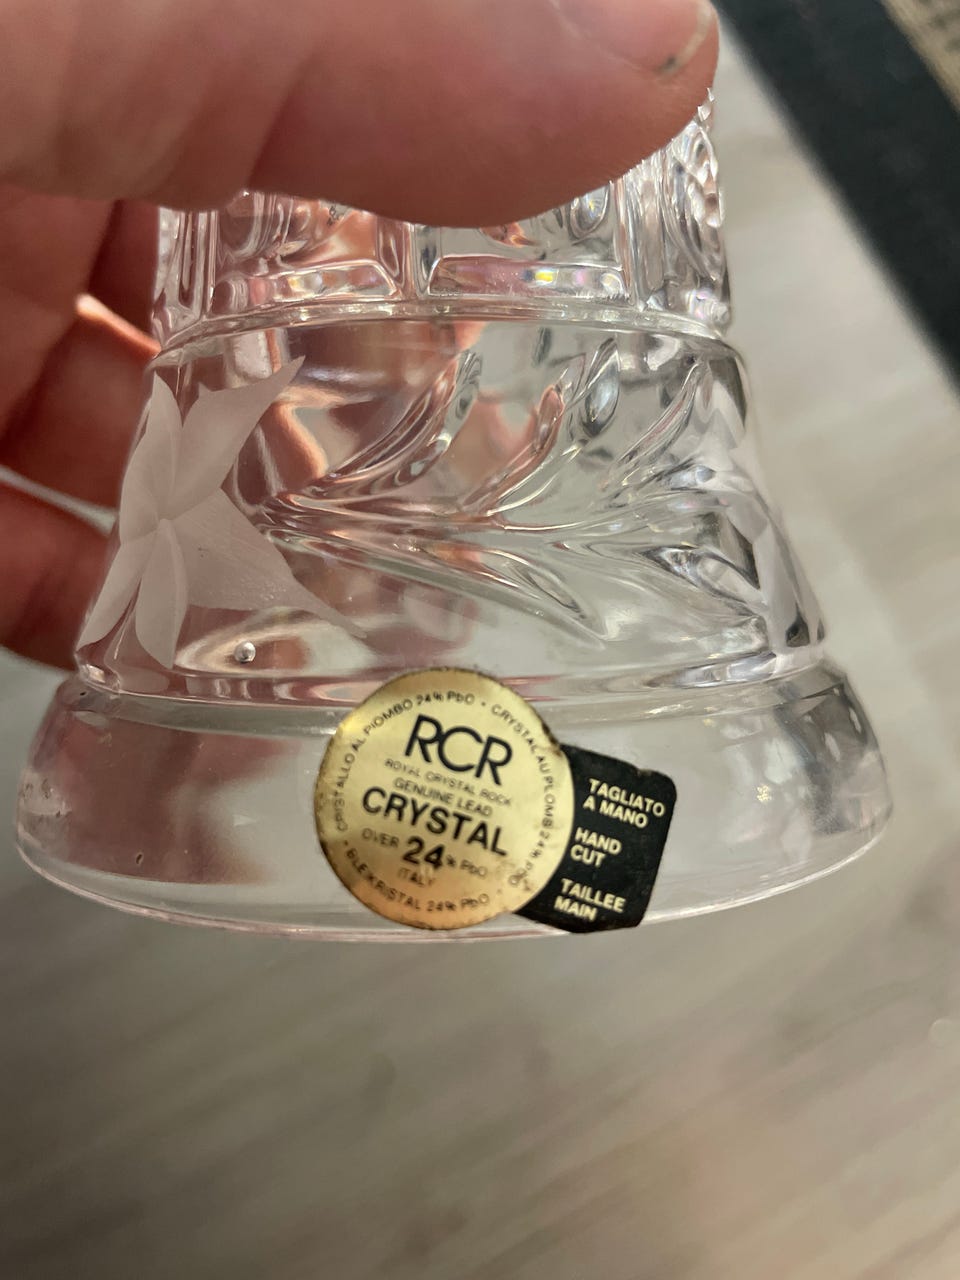 CRISTALLO AL PIOMBO 24% PbO • CRYSTAL AU PLOMB 24% PbO • BLEIKRISTAL 24% PbO •
RCR
ROYAL CRYSTAL ROCK
GENUINE LEAD
CRYSTAL
OVER 24% PbO
ITALY
TAGLIATO
A MANO
HAND
CUT
TAILLEE
MAIN